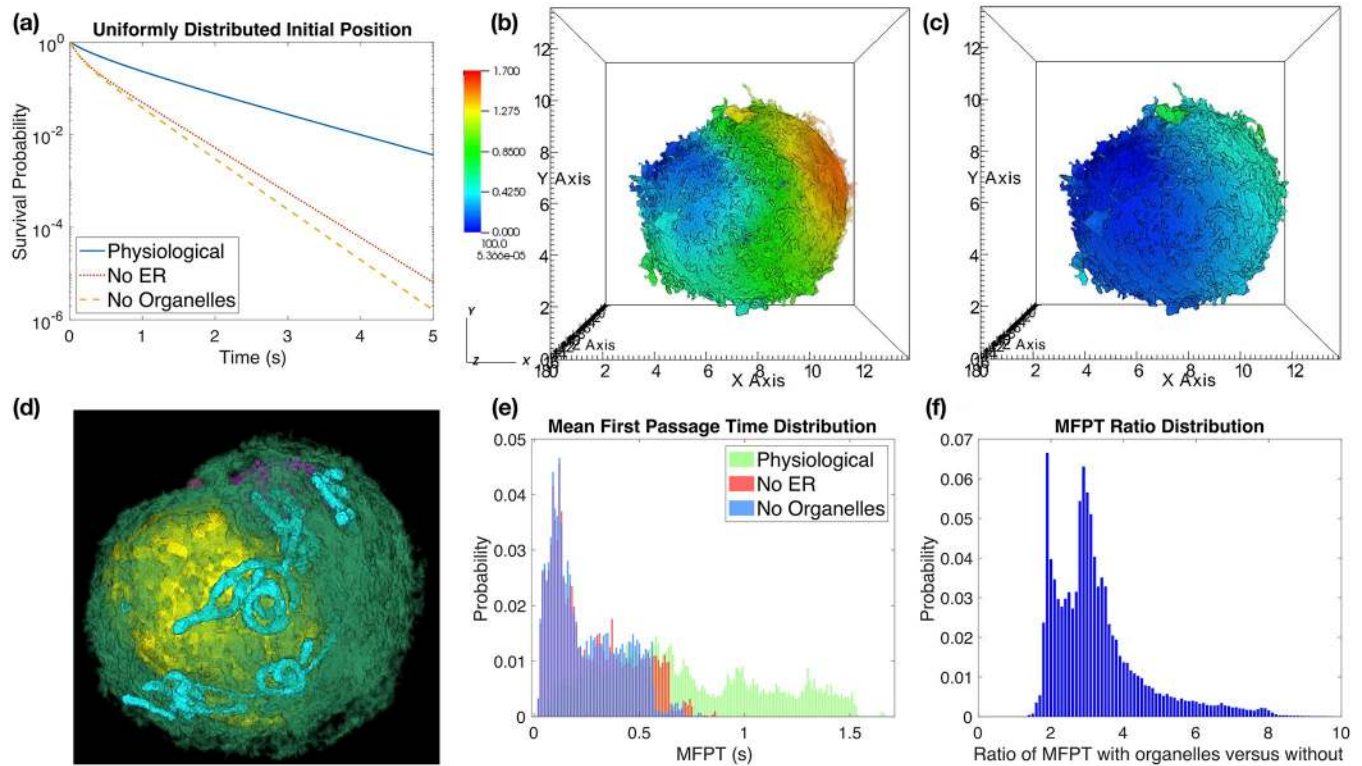 (a)
Uniformly Distributed Initial Position
10^0
10^-2
10^-4
10^-6
Survival Probability
Physiological
No ER
No Organelles
0 1 2 3 4 5
Time (s)
(b)
1.700
1.275
0.8500
0.4250
0.000
100.0
5.366e-05
Y
Z X
12
10
8
Y Axis
6
4
2
0
Z Axis
2 4 6 8 10 12
X Axis
(c)
12
10
8
Y Axis
6
4
2
0
Z Axis
2 4 6 8 10 12
X Axis
(d)
(e)
Mean First Passage Time Distribution
0.05
0.04
0.03
0.02
0.01
0
Probability
Physiological
No ER
No Organelles
0 0.5 1 1.5
MFPT (s)
(f)
MFPT Ratio Distribution
0.07
0.06
0.05
0.04
0.03
0.02
0.01
0
Probability
0 2 4 6 8 10
Ratio of MFPT with organelles versus without